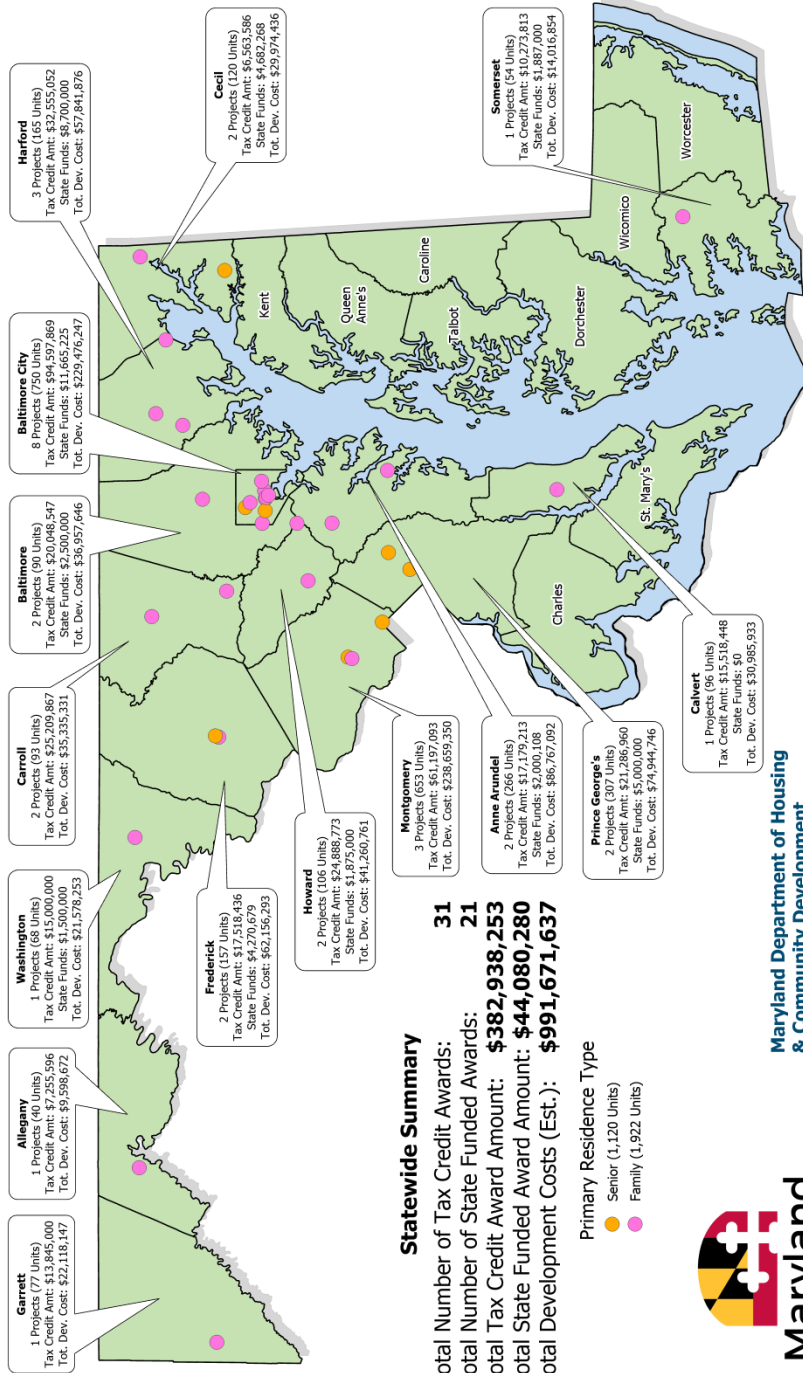 Garrett
1 Projects (77 Units)
Tax Credit Amt: $13,845,000
Tot. Dev. Cost: $22,118,147
Allegany
1 Projects (40 Units)
Tax Credit Amt: $7,255,596
Tot. Dev. Cost: $9,598,672
Washington
1 Projects (68 Units)
Tax Credit Amt: $15,000,000
State Funds: $1,500,000
Tot. Dev. Cost: $21,578,253
Carroll
2 Projects (93 Units)
Tax Credit Amt: $25,209,867
Tot. Dev. Cost: $35,335,331
Baltimore
2 Projects (90 Units)
Tax Credit Amt: $20,048,547
State Funds: $2,500,000
Tot. Dev. Cost: $36,957,646
Baltimore City
8 Projects (750 Units)
Tax Credit Amt: $94,597,869
State Funds: $11,665,225
Tot. Dev. Cost: $229,476,247
Harford
3 Projects (165 Units)
Tax Credit Amt: $32,555,052
State Funds: $8,700,000
Tot. Dev. Cost: $57,841,876
Cecil
2 Projects (120 Units)
Tax Credit Amt: $6,563,586
State Funds: $4,682,268
Tot. Dev. Cost: $29,974,436
Frederick
2 Projects (157 Units)
Tax Credit Amt: $17,518,436
State Funds: $4,270,679
Tot. Dev. Cost: $62,156,293
Howard
2 Projects (106 Units)
Tax Credit Amt: $24,888,773
State Funds: $1,875,000
Tot. Dev. Cost: $41,260,761
Montgomery
3 Projects (653 Units)
Tax Credit Amt: $61,197,093
Tot. Dev. Cost: $238,659,350
Anne Arundel
2 Projects (266 Units)
Tax Credit Amt: $17,179,213
State Funds: $2,000,108
Tot. Dev. Cost: $86,767,092
Prince George's
2 Projects (307 Units)
Tax Credit Amt: $21,286,960
State Funds: $5,000,000
Tot. Dev. Cost: $74,944,746
Calvert
1 Projects (96 Units)
Tax Credit Amt: $15,518,448
State Funds: $0
Tot. Dev. Cost: $30,985,933
Somerset
1 Projects (54 Units)
Tax Credit Amt: $10,273,813
State Funds: $1,887,000
Tot. Dev. Cost: $14,016,854
Kent
Queen
Anne's
Caroline
Talbot
Dorchester
Wicomico
Worcester
St. Mary's
Charles
Statewide Summary
otal Number of Tax Credit Awards: 31
otal Number of State Funded Awards: 21
otal Tax Credit Award Amount: $382,938,253
otal State Funded Award Amount: $44,080,280
otal Development Costs (Est.): $991,671,637
Primary Residence Type
Senior (1,120 Units)
Family (1,922 Units)
Maryland
Maryland Department of Housing
& Community Development